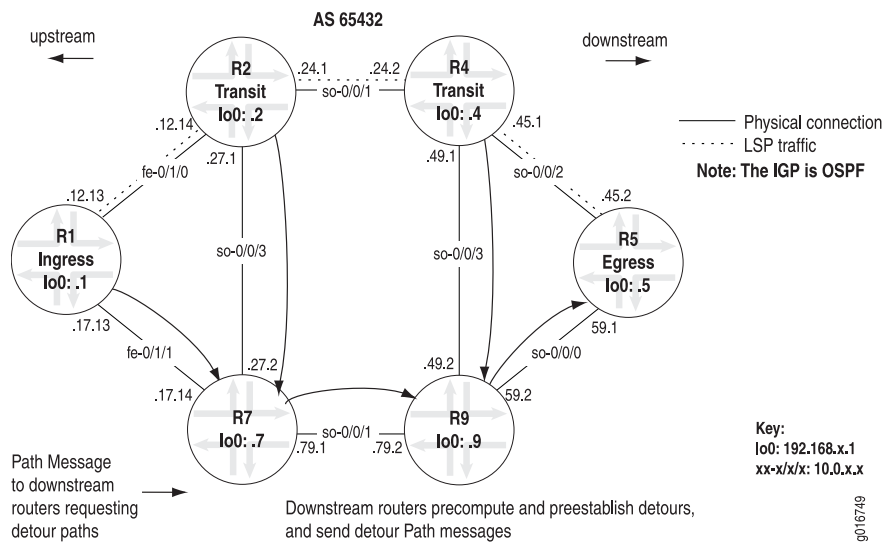 AS 65432
upstream
downstream
R2
Transit
lo0: .2
.24.1
.24.2
so-0/0/1
R4
Transit
lo0: .4
Physical connection
LSP traffic
Note: The IGP is OSPF
.12.14
.27.1
.49.1
.45.1
fe-0/1/0
so-0/0/2
.12.13
.45.2
R1
Ingress
lo0: .1
so-0/0/3
so-0/0/3
R5
Egress
lo0: .5
.17.13
59.1
fe-0/1/1
so-0/0/0
.27.2
.49.2
.17.14
59.2
R7
lo0: .7
so-0/0/1
R9
lo0: .9
.79.1
.79.2
Key:
lo0: 192.168.x.1
xx-x/x/x: 10.0.x.x
Path Message
to downstream
routers requesting
detour paths
Downstream routers precompute and preestablish detours,
and send detour Path messages
g016749